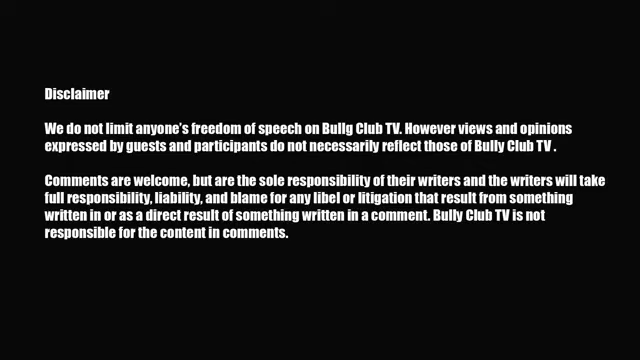 Disclaimer
We do not limit anyone's freedom of speech on Bullg Club TV. However views and opinions
expressed by guests and participants do not necessarily reflect those of Bully Club TV .
Comments are welcome, but are the sole responsibility of their writers and the writers will take
full responsibility, liability, and blame for any libel or litigation that result from something
written in or as a direct result of something written in a comment. Bully Club TV is not
responsible for the content in comments.